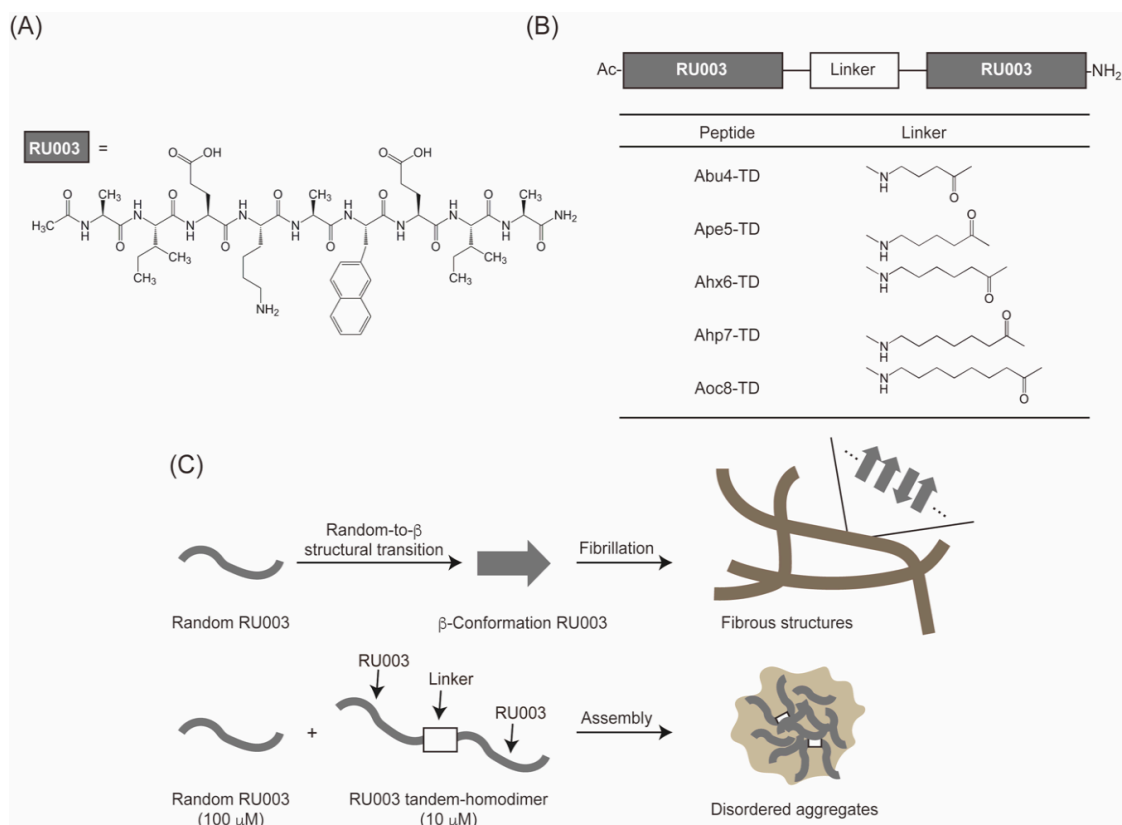 (A)
RU003 =
CH3
O
N
H
CH3
O
H
N
CH3
CH3
O
N
H
O
OH
O
H
N
NH2
O
N
H
CH3
O
H
N
O
N
H
O
OH
O
H
N
CH3
CH3
O
N
H
CH3
O
NH2
(B)
Ac- RU003 Linker RU003 -NH2
Peptide Linker
Abu4-TD
N
H
O
Ape5-TD
N
H
O
Ahx6-TD
N
H
O
Ahp7-TD
N
H
O
Aoc8-TD
N
H
O
(C)
Random-to-β
structural transition
Fibrillation
Random RU003
β-Conformation RU003
Fibrous structures
RU003
Linker
RU003
+
Assembly
Random RU003
(100 μM)
RU003 tandem-homodimer
(10 μM)
Disordered aggregates